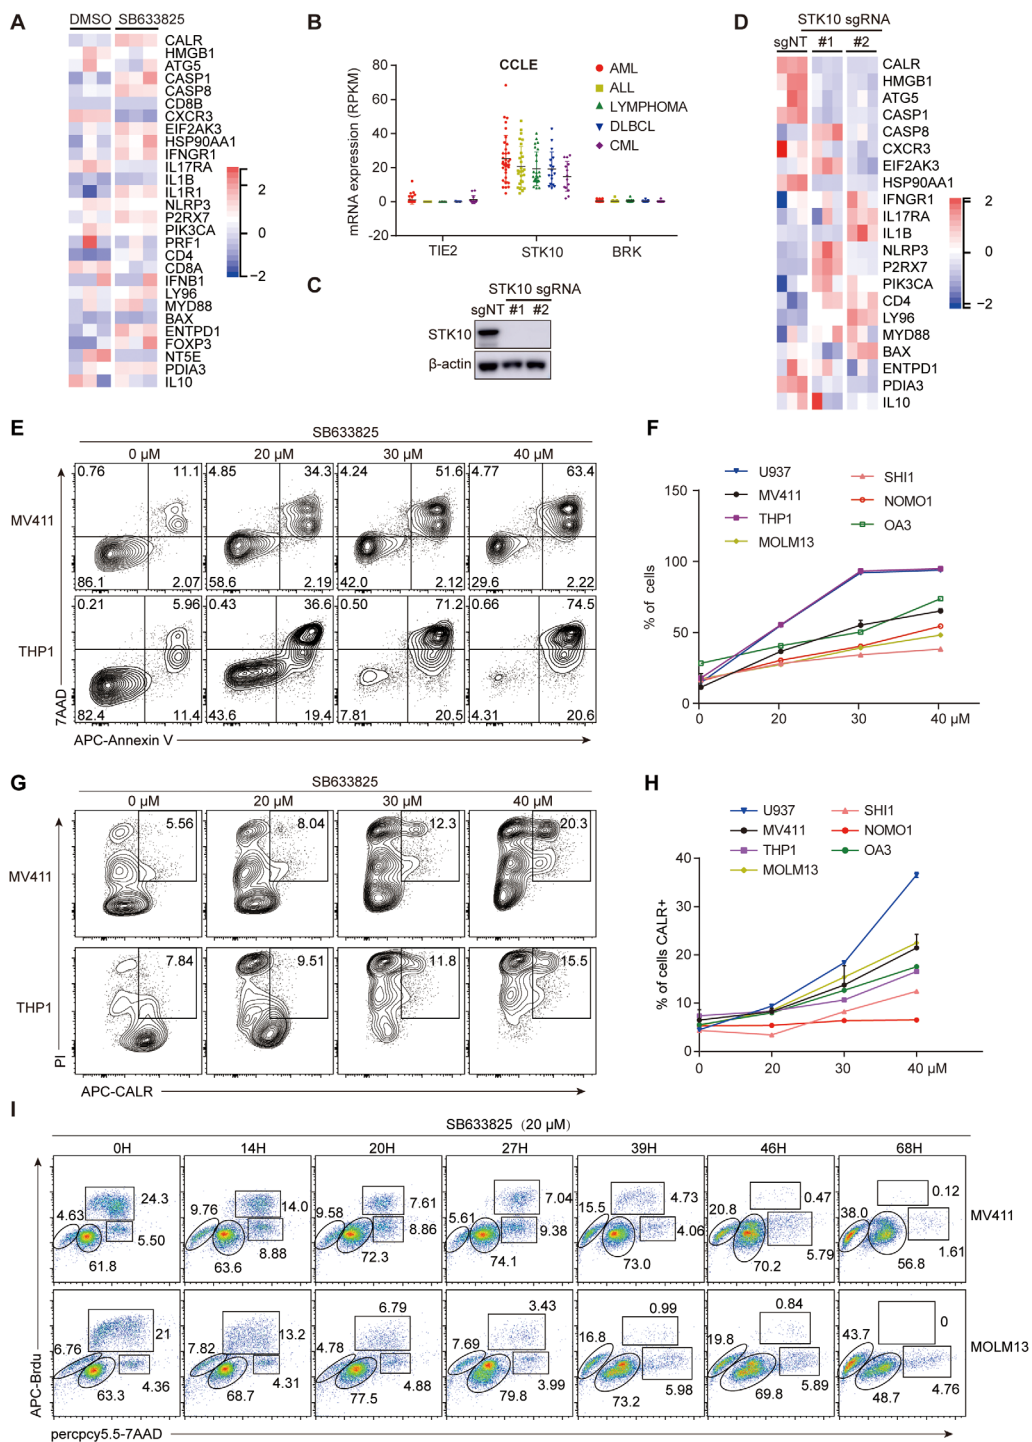 A
DMSO SB633825
CALR
HMGB1
ATG5
CASP1
CASP8
CD8B
CXCR3
EIF2AK3
HSP90AA1
IFNGR1
IL17RA
IL1B
IL1R1
NLRP3
P2RX7
PIK3CA
PRF1
CD4
CD8A
IFNB1
LY96
MYD88
BAX
ENTPD1
FOXP3
NT5E
PDIA3
IL10
2
0
−2
B
CCLE
mRNA expression (RPKM)
80
60
40
20
0
-20
TIE2 STK10 BRK
AML
ALL
LYMPHOMA
DLBCL
CML
C
STK10 sgRNA
sgNT #1 #2
STK10
β-actin
D
STK10 sgRNA
sgNT #1 #2
CALR
HMGB1
ATG5
CASP1
CASP8
CXCR3
EIF2AK3
HSP90AA1
IFNGR1
IL17RA
IL1B
NLRP3
P2RX7
PIK3CA
CD4
LY96
MYD88
BAX
ENTPD1
PDIA3
IL10
2
0
−2
E
SB633825
0 µM 20 µM 30 µM 40 µM
MV411
0.76 11.1 4.85 34.3 4.24 51.6 4.77 63.4
86.1 2.07 58.6 2.19 42.0 2.12 29.6 2.22
THP1
0.21 5.96 0.43 36.6 0.50 71.2 0.66 74.5
82.4 11.4 43.6 19.4 7.81 20.5 4.31 20.6
7AAD
APC-Annexin V
F
U937
MV411
THP1
MOLM13
SHI1
NOMO1
OA3
% of cells
150
100
50
0
0 20 30 40 µM
G
SB633825
0 µM 20 µM 30 µM 40 µM
MV411
5.56 8.04 12.3 20.3
THP1
7.84 9.51 11.8 15.5
PI
APC-CALR
H
U937
MV411
THP1
MOLM13
SHI1
NOMO1
OA3
% of cells CALR+
40
30
20
10
0
0 20 30 40 µM
I
SB633825（20 µM）
0H 14H 20H 27H 39H 46H 68H
MV411
4.63 24.3 5.50 61.8
9.76 14.0 8.88 63.6
9.58 7.61 8.86 72.3
5.61 7.04 9.38 74.1
15.5 4.73 4.06 73.0
20.8 0.47 5.79 70.2
38.0 0.12 1.61 56.8
MOLM13
6.76 21 4.36 63.3
7.82 13.2 4.31 68.7
4.78 6.79 4.88 77.5
7.69 3.43 3.99 79.8
16.8 0.99 5.98 73.2
19.8 0.84 5.89 69.8
43.7 0 4.76 48.7
APC-Brdu
percpcy5.5-7AAD